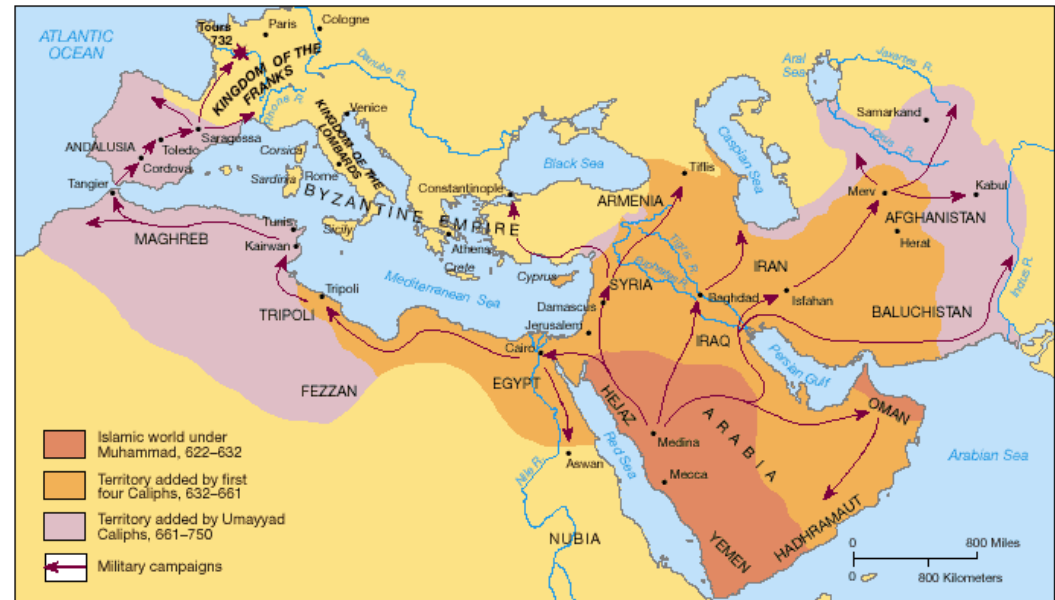 ATLANTIC
OCEAN
Tours
732
Paris
Cologne
KINGDOM OF THE
FRANKS
Rhone R.
Danube R.
Venice
KINGDOM OF THE
LOMBARDS
ANDALUSIA
Saragossa
Toledo
Cordova
Tangier
Corsica
Sardinia
Rome
BYZANTINE EMPIRE
Constantinople
Black Sea
Aral
Sea
Jaxartes R.
Samarkand
Oxus R.
Caspian Sea
Tiflis
ARMENIA
Merv
Kabul
AFGHANISTAN
Herat
MAGHREB
Tunis
Kairwan
Sicily
Athens
Crete
Cyprus
Mediterranean Sea
Tigris R.
Euphrates R.
SYRIA
Damascus
Jerusalem
Baghdad
IRAQ
IRAN
Isfahan
BALUCHISTAN
Indus R.
Tripoli
TRIPOLI
FEZZAN
Cairo
EGYPT
Persian Gulf
HEJAZ
ARABIA
OMAN
Medina
Mecca
Red Sea
Arabian Sea
Nile R.
Aswan
NUBIA
YEMEN
HADHRAMAUT
Islamic world under
Muhammad, 622–632
Territory added by first
four Caliphs, 632–661
Territory added by Umayyad
Caliphs, 661–750
Military campaigns
0 800 Miles
0 800 Kilometers